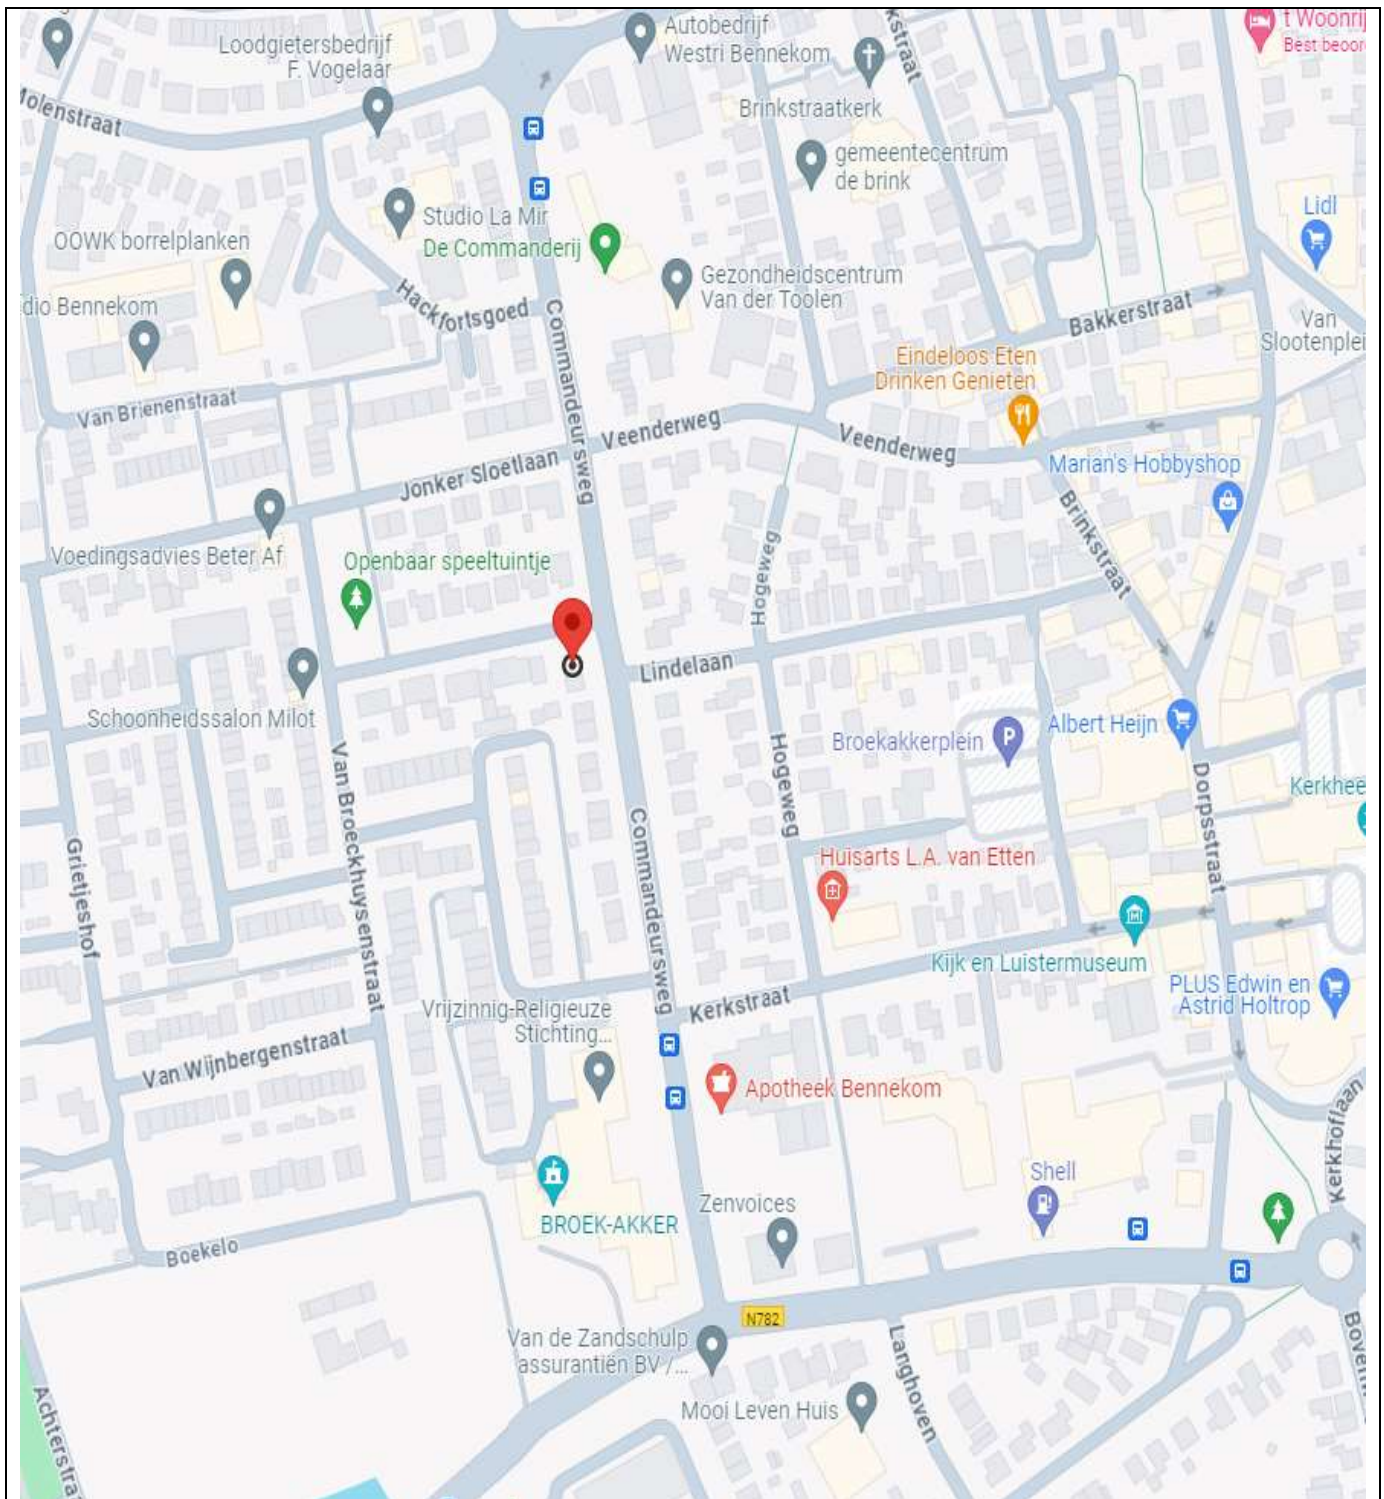 Autobedrijf
Westri Bennekom
t Woonrij
Best beoor
Loodgietersbedrijf
F. Vogelaar
Molenstraat
kstraat
Brinkstraatkerk
gemeentecentrum
de brink
Studio La Mir
De Commanderij
Lidl
OOWK borrelplanken
Gezondheidscentrum
Van der Toolen
dio Bennekom
Hackfortsgoed
Commandeursweg
Bakkerstraat
Van
Slootenplei
Eindeloos Eten
Drinken Genieten
Van Brienenstraat
Veenderweg
Veenderweg
Jonker Sloetlaan
Marian's Hobbyshop
Brinkstraat
Voedingsadvies Beter Af
Openbaar speeltuintje
Hogeweg
Lindelaan
Schoonheidssalon Milot
Albert Heijn
Broekakkerplein
P
Hogeweg
Van Broeckhuysenstraat
Dorpsstraat
Kerkhee
Commandeursweg
Grietjeshof
Huisarts L.A. van Etten
Kijk en Luistermuseum
PLUS Edwin en
Astrid Holtrop
Vrijzinnig-Religieuze
Stichting...
Kerkstraat
Van Wijnbergenstraat
Apotheek Bennekom
Kerkhoflaan
Shell
Zenvoices
BROEK-AKKER
Boekelo
N782
Van de Zandschulp
assurantiën BV /...
Langhoven
Mooi Leven Huis
Achterstra